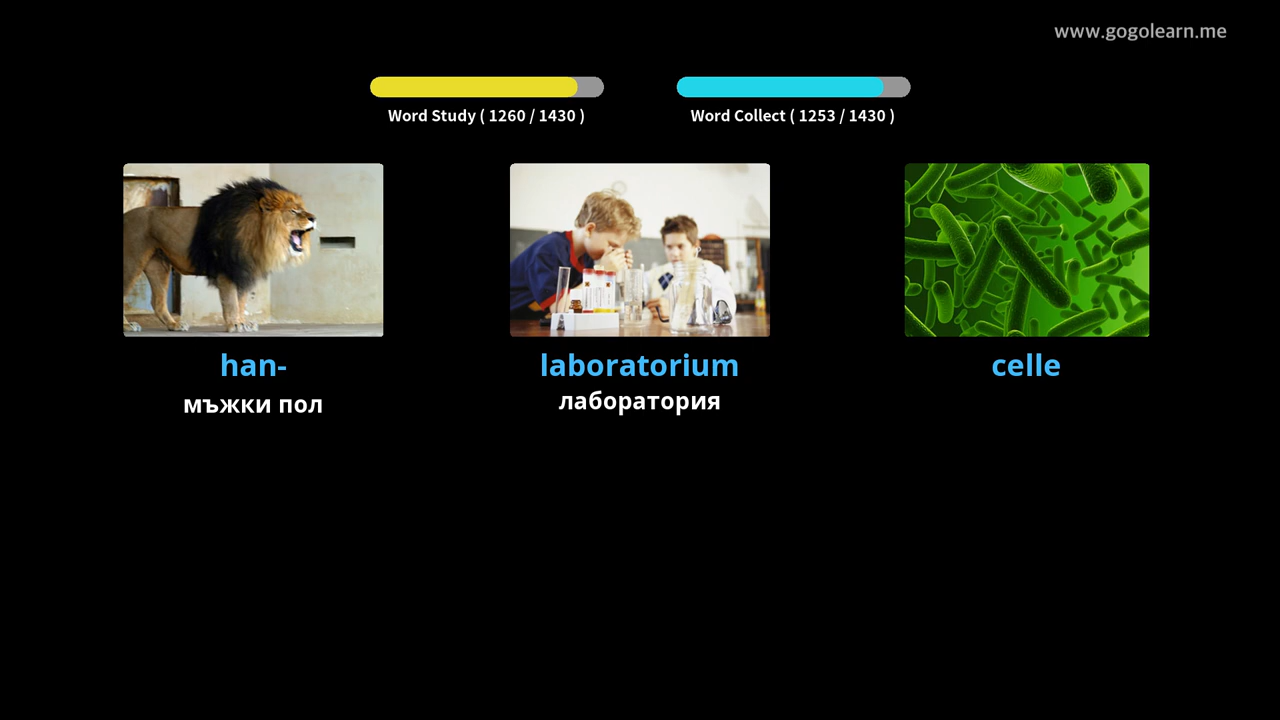 www.gogolearn.me
Word Study ( 1260 / 1430 )
Word Collect ( 1253 / 1430 )
han-
мъжки пол
laboratorium
лаборатория
celle